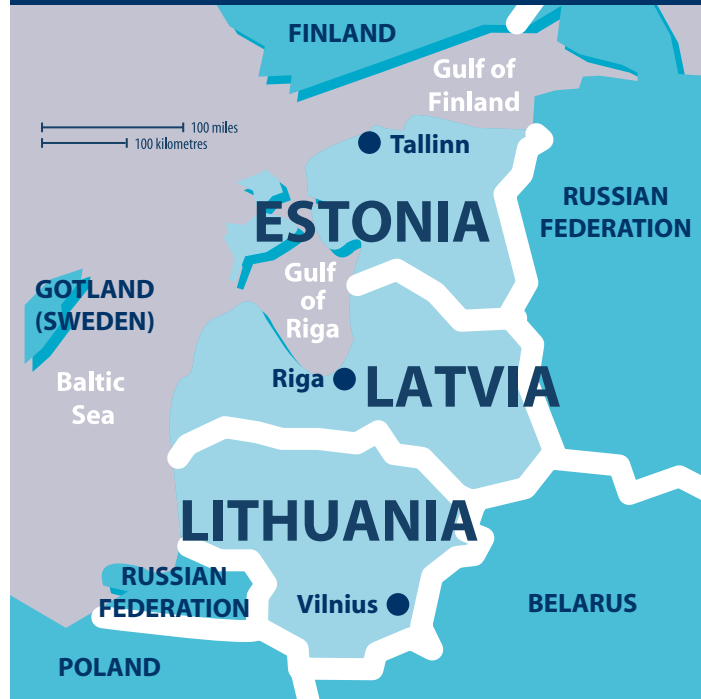 FINLAND
Gulf of
Finland
100 miles
100 kilometres
Tallinn
RUSSIAN
FEDERATION
ESTONIA
Gulf
of
Riga
GOTLAND
(SWEDEN)
Baltic
Sea
Riga
LATVIA
LITHUANIA
RUSSIAN
FEDERATION
Vilnius
BELARUS
POLAND